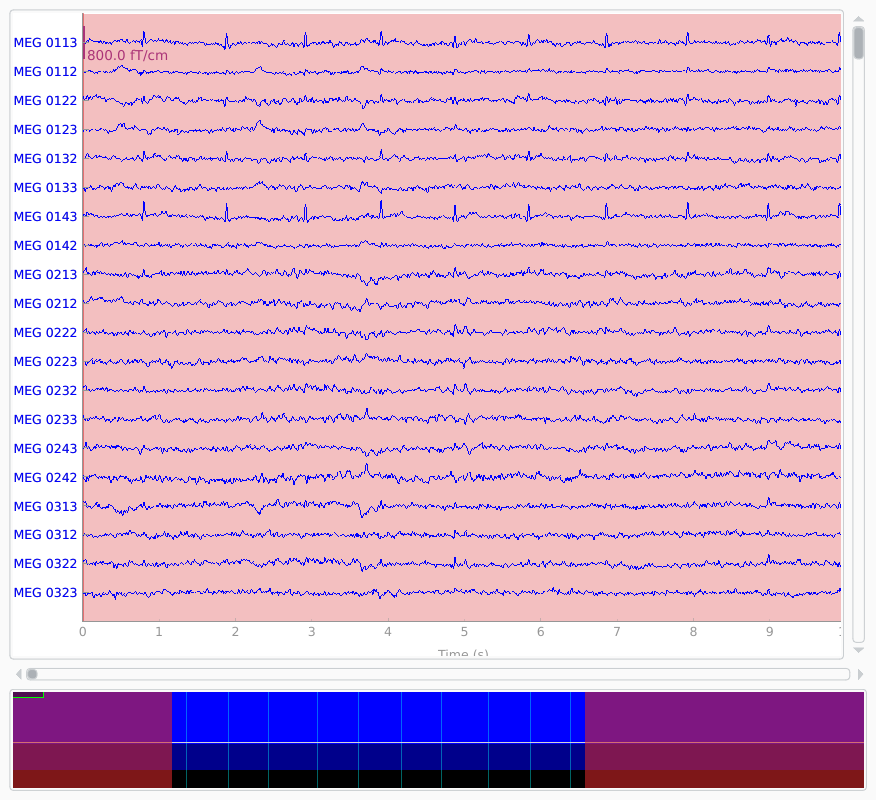 MEG 0113
800.0 fT/cm
MEG 0112
MEG 0122
MEG 0123
MEG 0132
MEG 0133
MEG 0143
MEG 0142
MEG 0213
MEG 0212
MEG 0222
MEG 0223
MEG 0232
MEG 0233
MEG 0243
MEG 0242
MEG 0313
MEG 0312
MEG 0322
MEG 0323
0 1 2 3 4 5 6 7 8 9
Time (s)